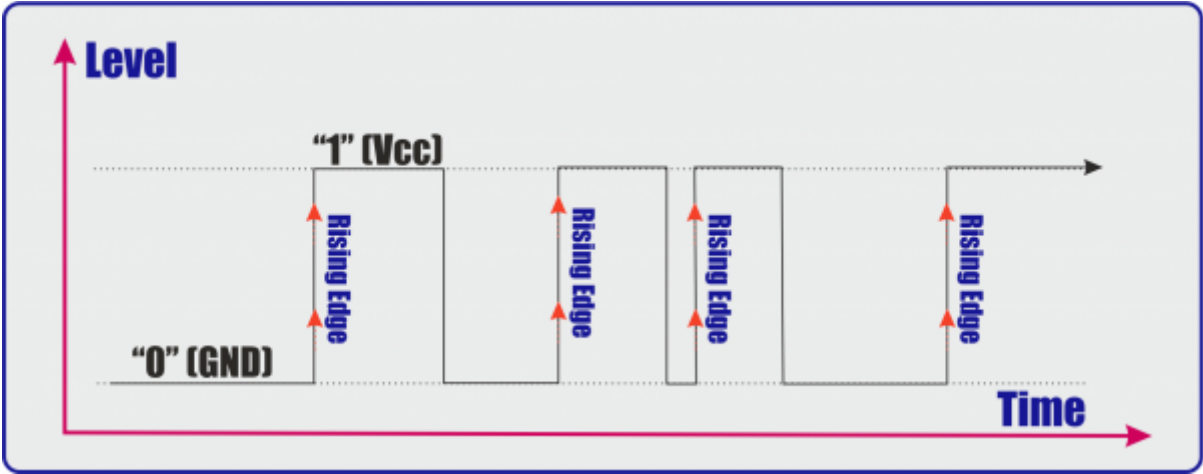 Level
“1” (Vcc)
Rising Edge
Rising Edge
Rising Edge
Rising Edge
“0” (GND)
Time